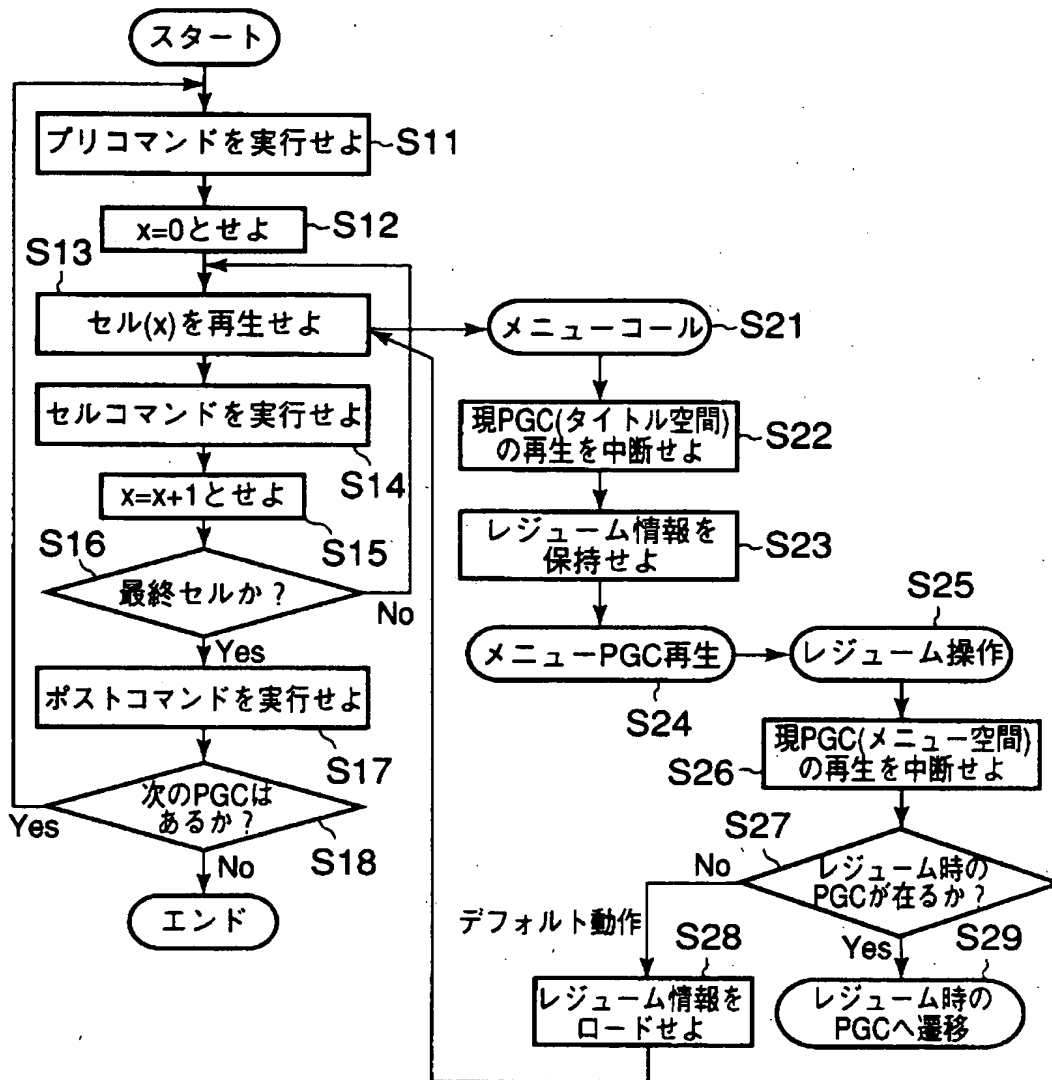 スタート
プリコマンドを実行せよ
S11
x=0とせよ
S12
S13
セル(x)を再生せよ
セルコマンドを実行せよ
S14
x=x+1とせよ
S15
S16
最終セルか?
No
Yes
ポストコマンドを実行せよ
S17
次のPGCは
あるか?
S18
Yes
No
エンド
メニューコール
S21
現PGC(タイトル空間)
の再生を中断せよ
S22
レジューム情報を
保持せよ
S23
メニューPGC再生
S24
S25
レジューム操作
現PGC(メニュー空間)
の再生を中断せよ
S26
S27
レジューム時の
PGCが在るか?
No
デフォルト動作
Yes
S28
レジューム情報を
ロードせよ
S29
レジューム時の
PGCへ遷移